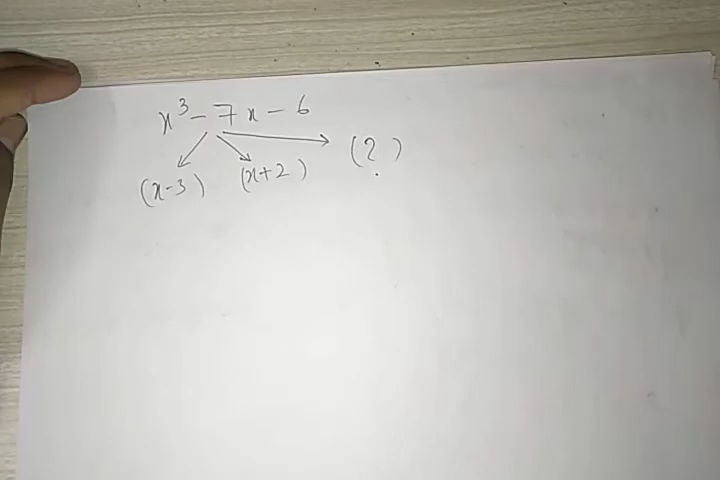 x³ - 7x - 6
(x-3) (x+2) (?)